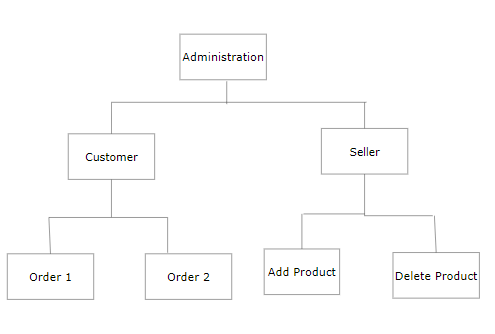 Administration
Customer
Seller
Order 1
Order 2
Add Product
Delete Product